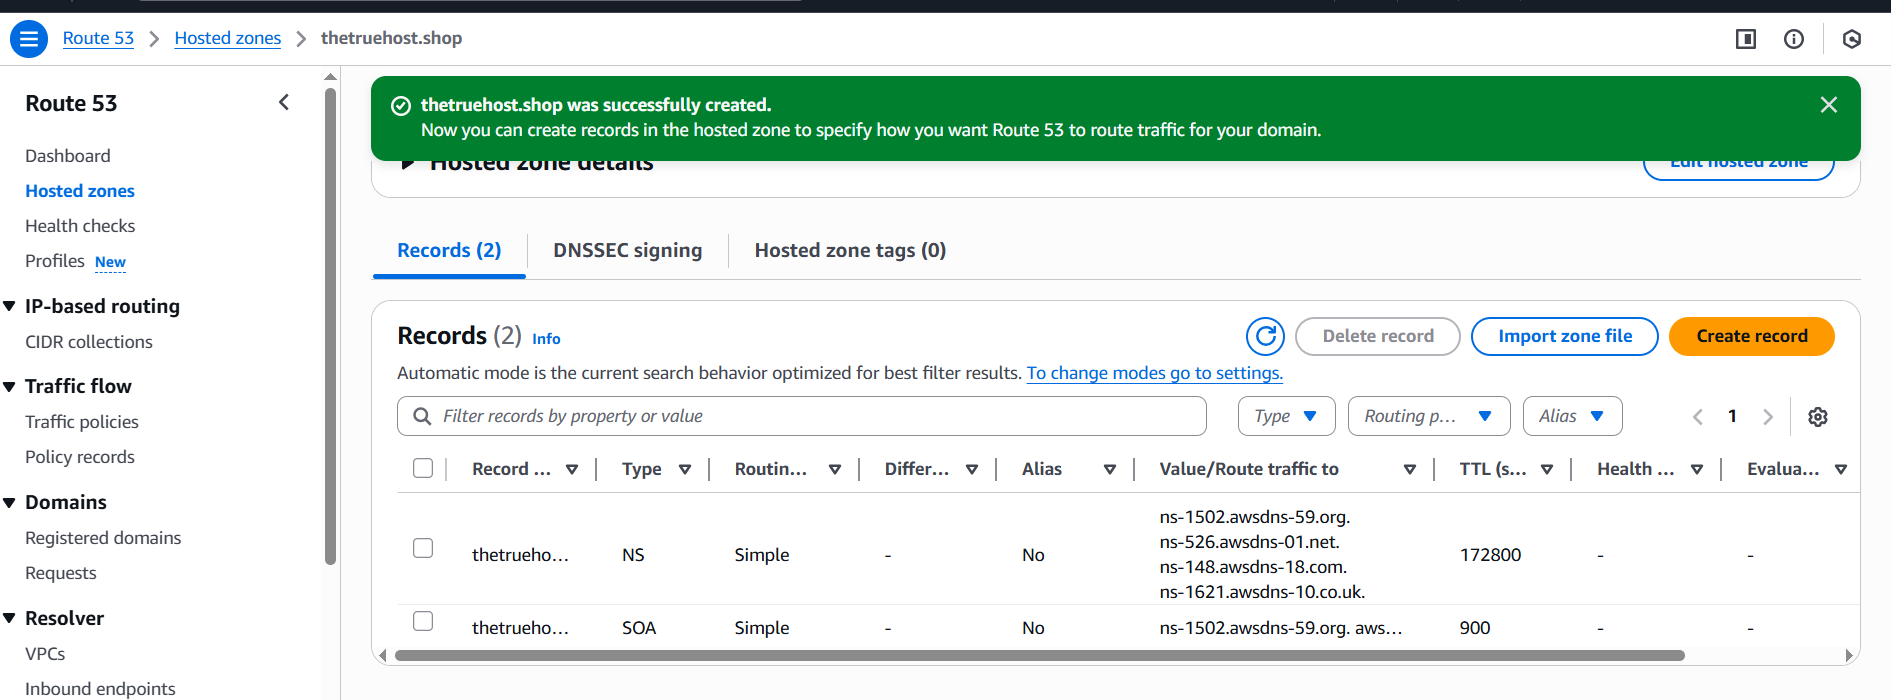 Route 53 > Hosted zones > thetruehost.shop
Route 53
Dashboard
Hosted zones
Health checks
Profiles New
IP-based routing
CIDR collections
Traffic flow
Traffic policies
Policy records
Domains
Registered domains
Requests
Resolver
VPCs
Inbound endpoints
thetruehost.shop was successfully created.
Now you can create records in the hosted zone to specify how you want Route 53 to route traffic for your domain.
Hosted zone details
Edit hosted zone
Records (2)
DNSSEC signing
Hosted zone tags (0)
Records (2) Info
Delete record
Import zone file
Create record
Automatic mode is the current search behavior optimized for best filter results. To change modes go to settings.
Filter records by property or value
Type
Routing p...
Alias
1
Record ... Type Routin... Differ... Alias Value/Route traffic to TTL (s... Health ... Evalua...
ns-1502.awsdns-59.org.
ns-526.awsdns-01.net.
thetrueho... NS Simple - No 172800 - -
ns-148.awsdns-18.com.
ns-1621.awsdns-10.co.uk.
thetrueho... SOA Simple - No ns-1502.awsdns-59.org. aws... 900 - -